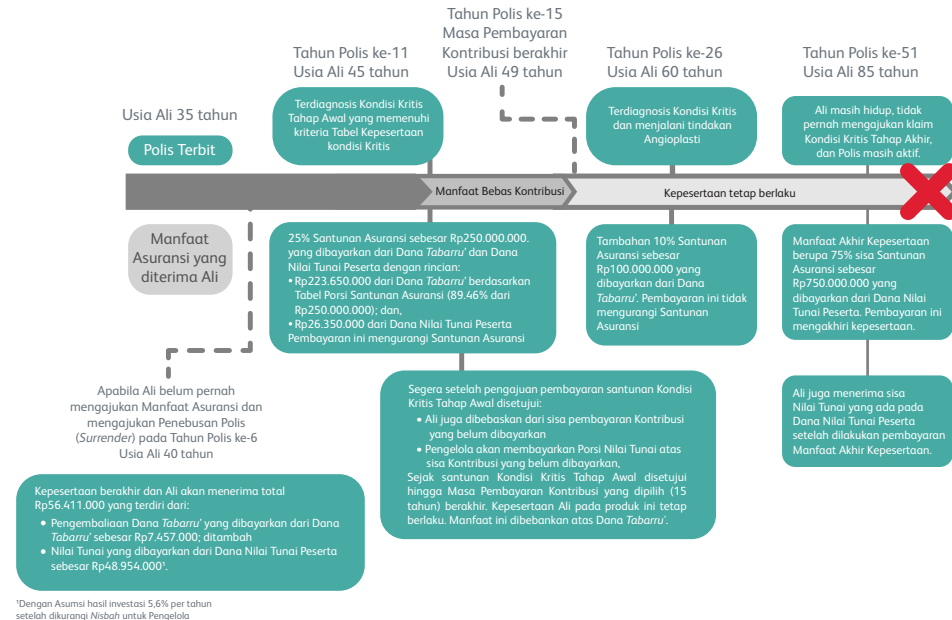 Usia Ali 35 tahun
Polis Terbit
Manfaat
Asuransi yang
diterima Ali
Tahun Polis ke-11
Usia Ali 45 tahun
Terdiagnosis Kondisi Kritis
Tahap Awal yang memenuhi
kriteria Tabel Kepesertaan
kondisi Kritis
Tahun Polis ke-15
Masa Pembayaran
Kontribusi berakhir
Usia Ali 49 tahun
Tahun Polis ke-26
Usia Ali 60 tahun
Terdiagnosis Kondisi Kritis
dan menjalani tindakan
Angioplasti
Tahun Polis ke-51
Usia Ali 85 tahun
Ali masih hidup, tidak
pernah mengajukan klaim
Kondisi Kritis Tahap Akhir,
dan Polis masih aktif.
Manfaat Bebas Kontribusi
Kepesertaan tetap berlaku
25% Santunan Asuransi sebesar Rp250.000.000.
yang dibayarkan dari Dana Tabarru’ dan Dana
Nilai Tunai Peserta dengan rincian:
• Rp223.650.000 dari Dana Tabarru’ berdasarkan
Tabel Porsi Santunan Asuransi (89.46% dari
Rp250.000.000); dan,
• Rp26.350.000 dari Dana Nilai Tunai Peserta
Pembayaran ini mengurangi Santunan Asuransi
Tambahan 10% Santunan
Asuransi sebesar
Rp100.000.000 yang
dibayarkan dari Dana
Tabarru’. Pembayaran ini tidak
mengurangi Santunan
Asuransi
Manfaat Akhir Kepesertaan
berupa 75% sisa Santunan
Asuransi sebesar
Rp750.000.000 yang
dibayarkan dari Dana Nilai
Tunai Peserta. Pembayaran ini
mengakhiri kepesertaan.
Apabila Ali belum pernah
mengajukan Manfaat Asuransi dan
mengajukan Penebusan Polis
(Surrender) pada Tahun Polis ke-6
Usia Ali 40 tahun
Segera setelah pengajuan pembayaran santunan Kondisi
Kritis Tahap Awal disetujui:
• Ali juga dibebaskan dari sisa pembayaran Kontribusi
yang belum dibayarkan
• Pengelola akan membayarkan Porsi Nilai Tunai atas
sisa Kontribusi yang belum dibayarkan,
Sejak santunan Kondisi Kritis Tahap Awal disetujui
hingga Masa Pembayaran Kontribusi yang dipilih (15
tahun) berakhir. Kepesertaan Ali pada produk ini tetap
berlaku. Manfaat ini dibebankan atas Dana Tabarru’.
Ali juga menerima sisa
Nilai Tunai yang ada pada
Dana Nilai Tunai Peserta
setelah dilakukan pembayaran
Manfaat Akhir Kepesertaan.
Kepesertaan berakhir dan Ali akan menerima total
Rp56.411.000 yang terdiri dari:
• Pengembaliaan Dana Tabarru’ yang dibayarkan dari Dana
Tabarru’ sebesar Rp7.457.000; ditambah
• Nilai Tunai yang dibayarkan dari Dana Nilai Tunai Peserta
sebesar Rp48.954.000¹.
¹Dengan Asumsi hasil investasi 5,6% per tahun
setelah dikurangi Nisbah untuk Pengelola